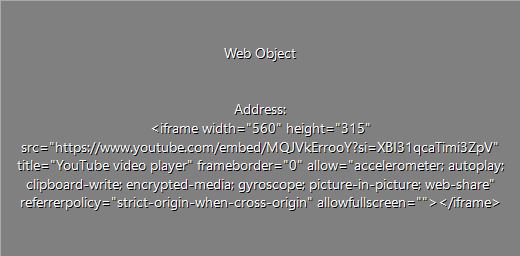 Web Object
Address:
<iframe width="560" height="315"
src="https://www.youtube.com/embed/MQJVkErrooY?si=XBI31qcaTimi3ZpV"
title="YouTube video player" frameborder="0" allow="accelerometer; autoplay;
clipboard-write; encrypted-media; gyroscope; picture-in-picture; web-share"
referrerpolicy="strict-origin-when-cross-origin" allowfullscreen=""></iframe>